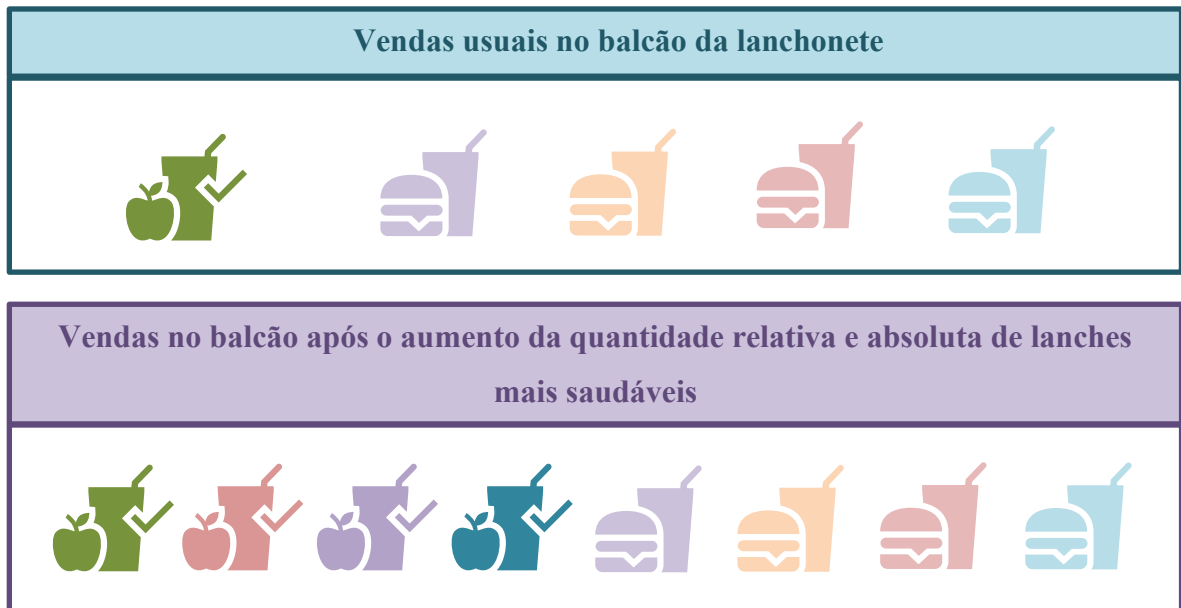 Vendas usuais no balcão da lanchonete
Vendas no balcão após o aumento da quantidade relativa e absoluta de lanches
mais saudáveis